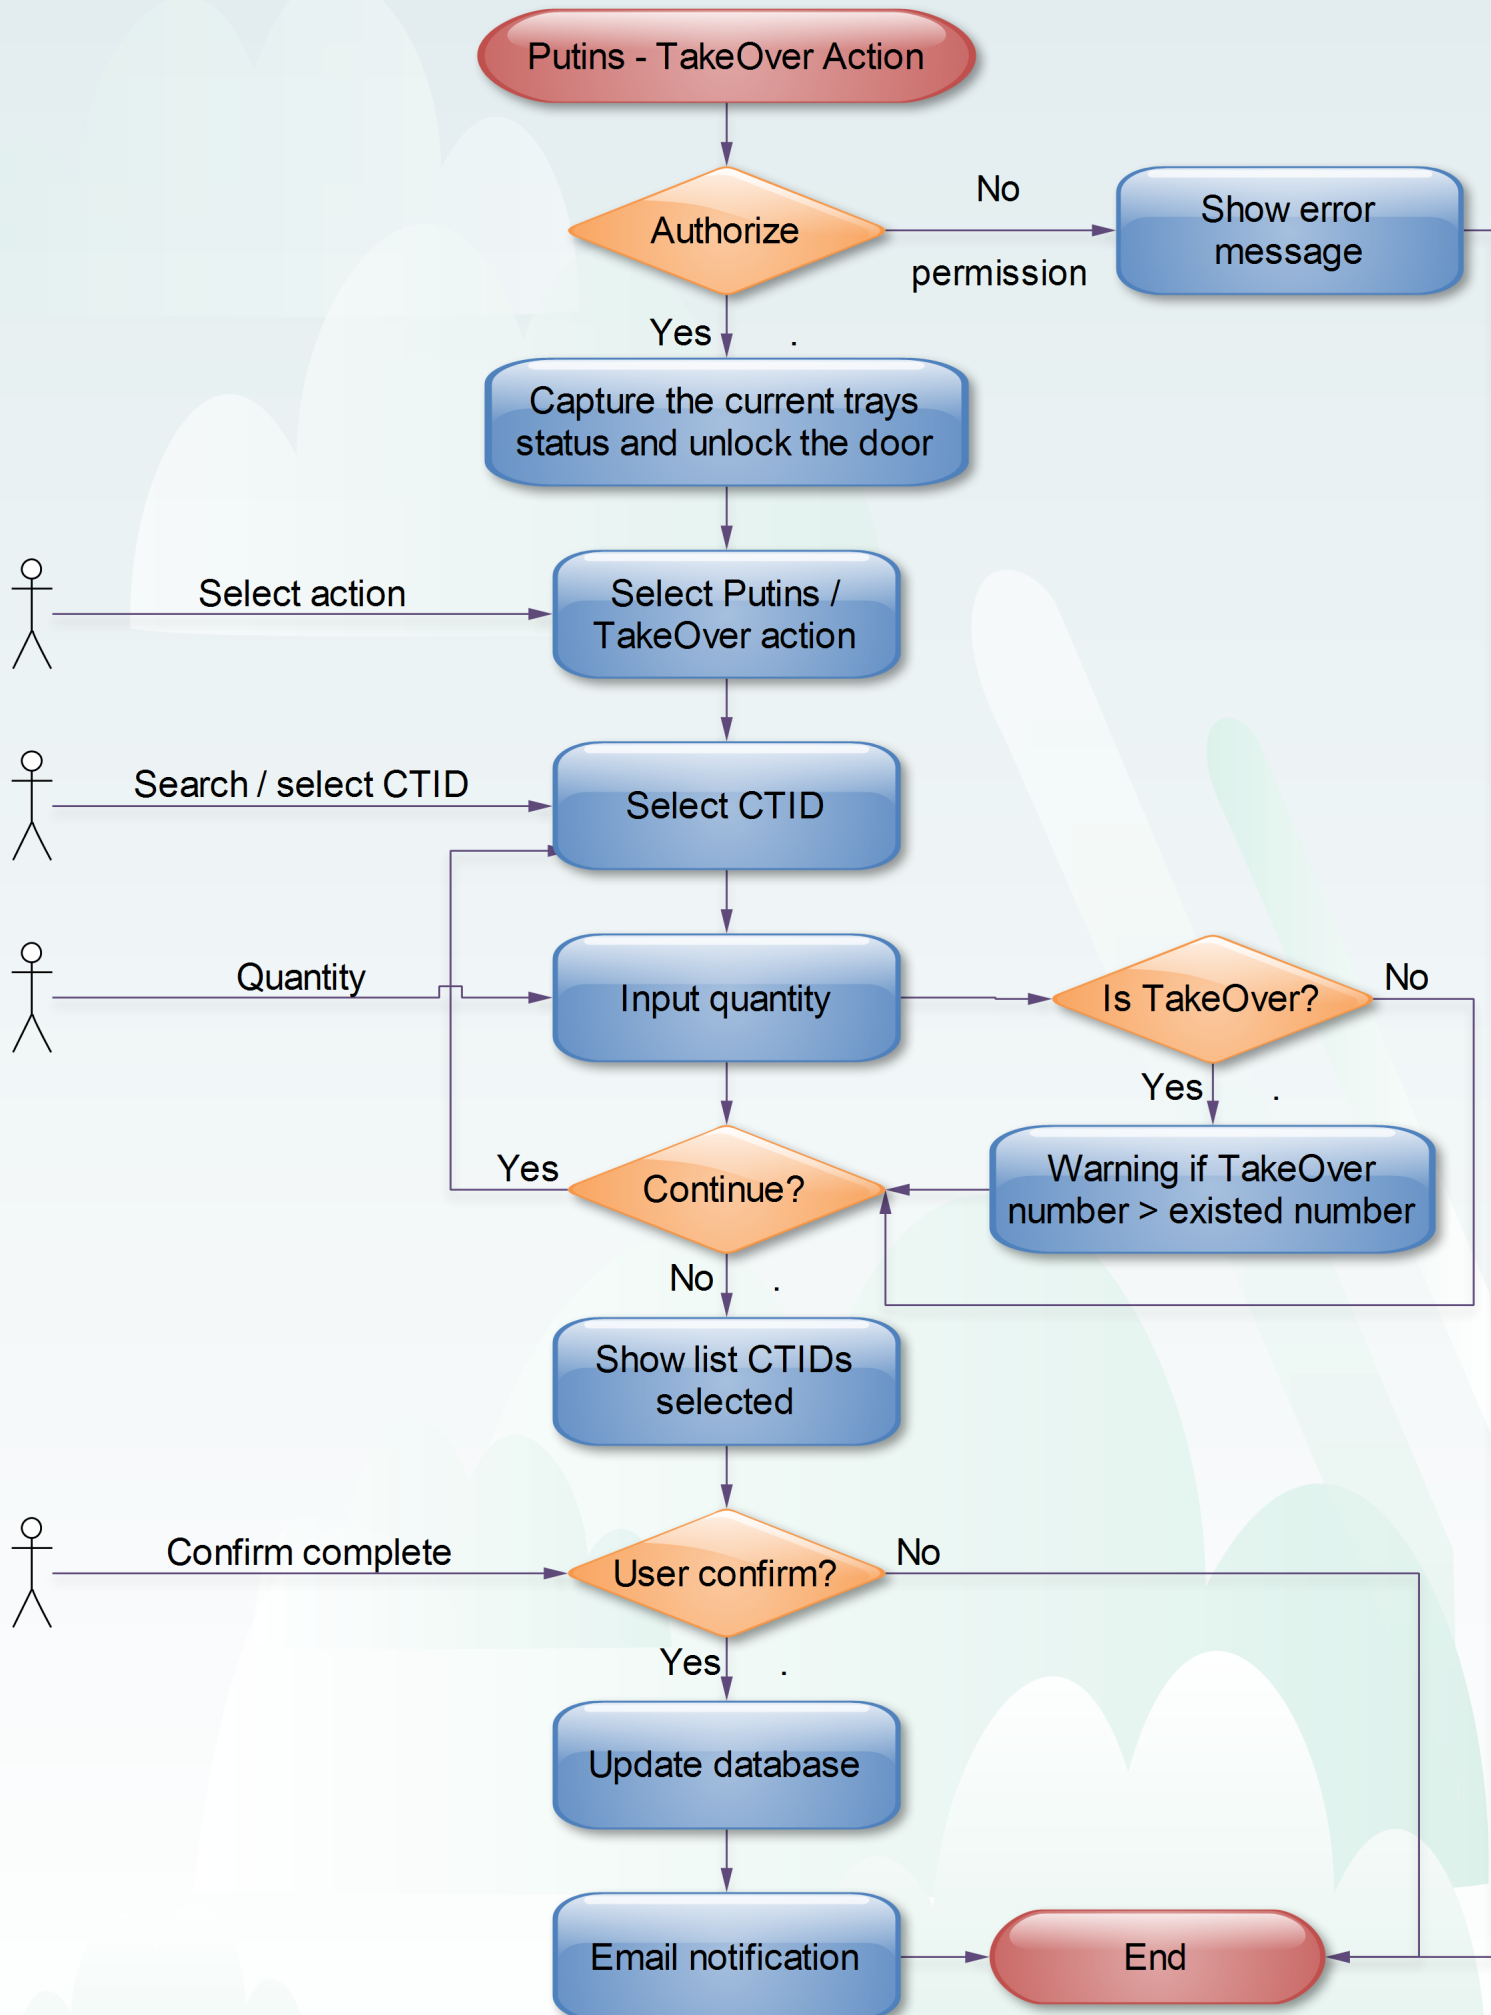 Putins - TakeOver Action
Authorize
No
permission
Show error
message
Yes .
Capture the current trays
status and unlock the door
Select action
Select Putins /
TakeOver action
Search / select CTID
Select CTID
Quantity
Input quantity
Is TakeOver?
No
Yes .
Warning if TakeOver
number > existed number
Continue?
Yes
No .
Show list CTIDs
selected
Confirm complete
User confirm?
No
Yes .
Update database
Email notification
End